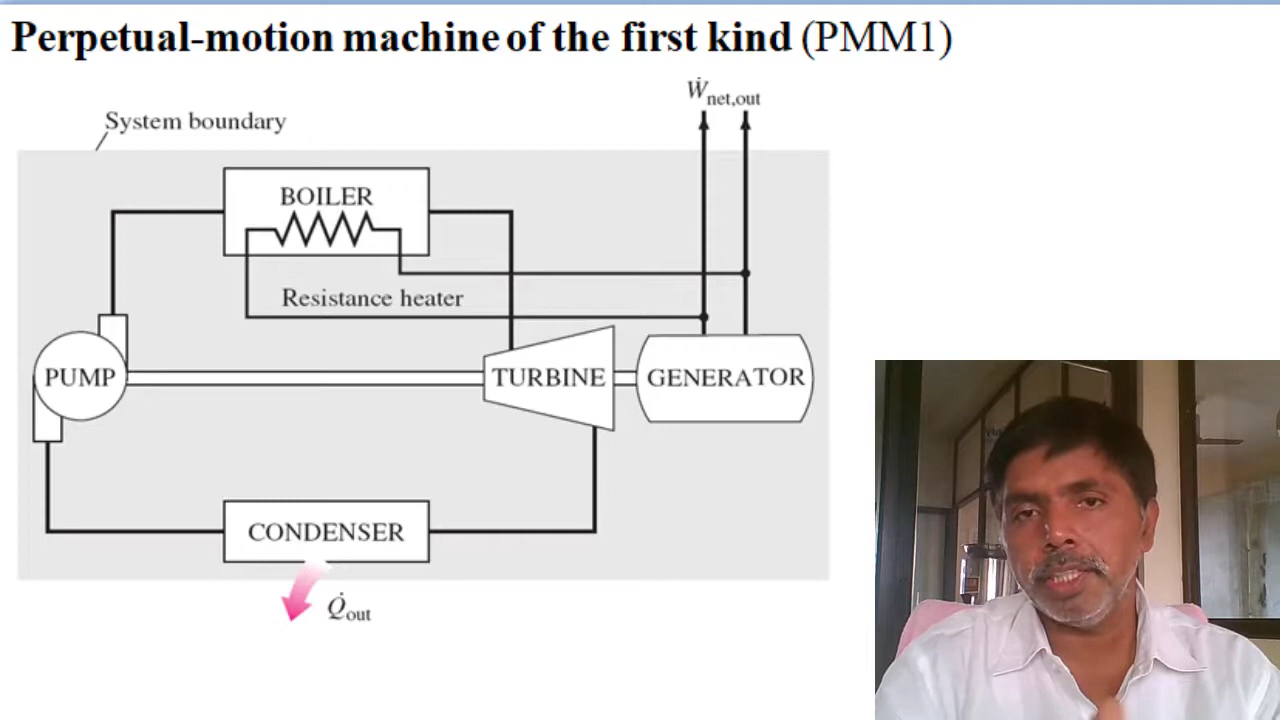 Perpetual-motion machine of the first kind (PMM1)
Ẇnet,out
System boundary
BOILER
Resistance heater
PUMP
TURBINE
GENERATOR
CONDENSER
Q̇out